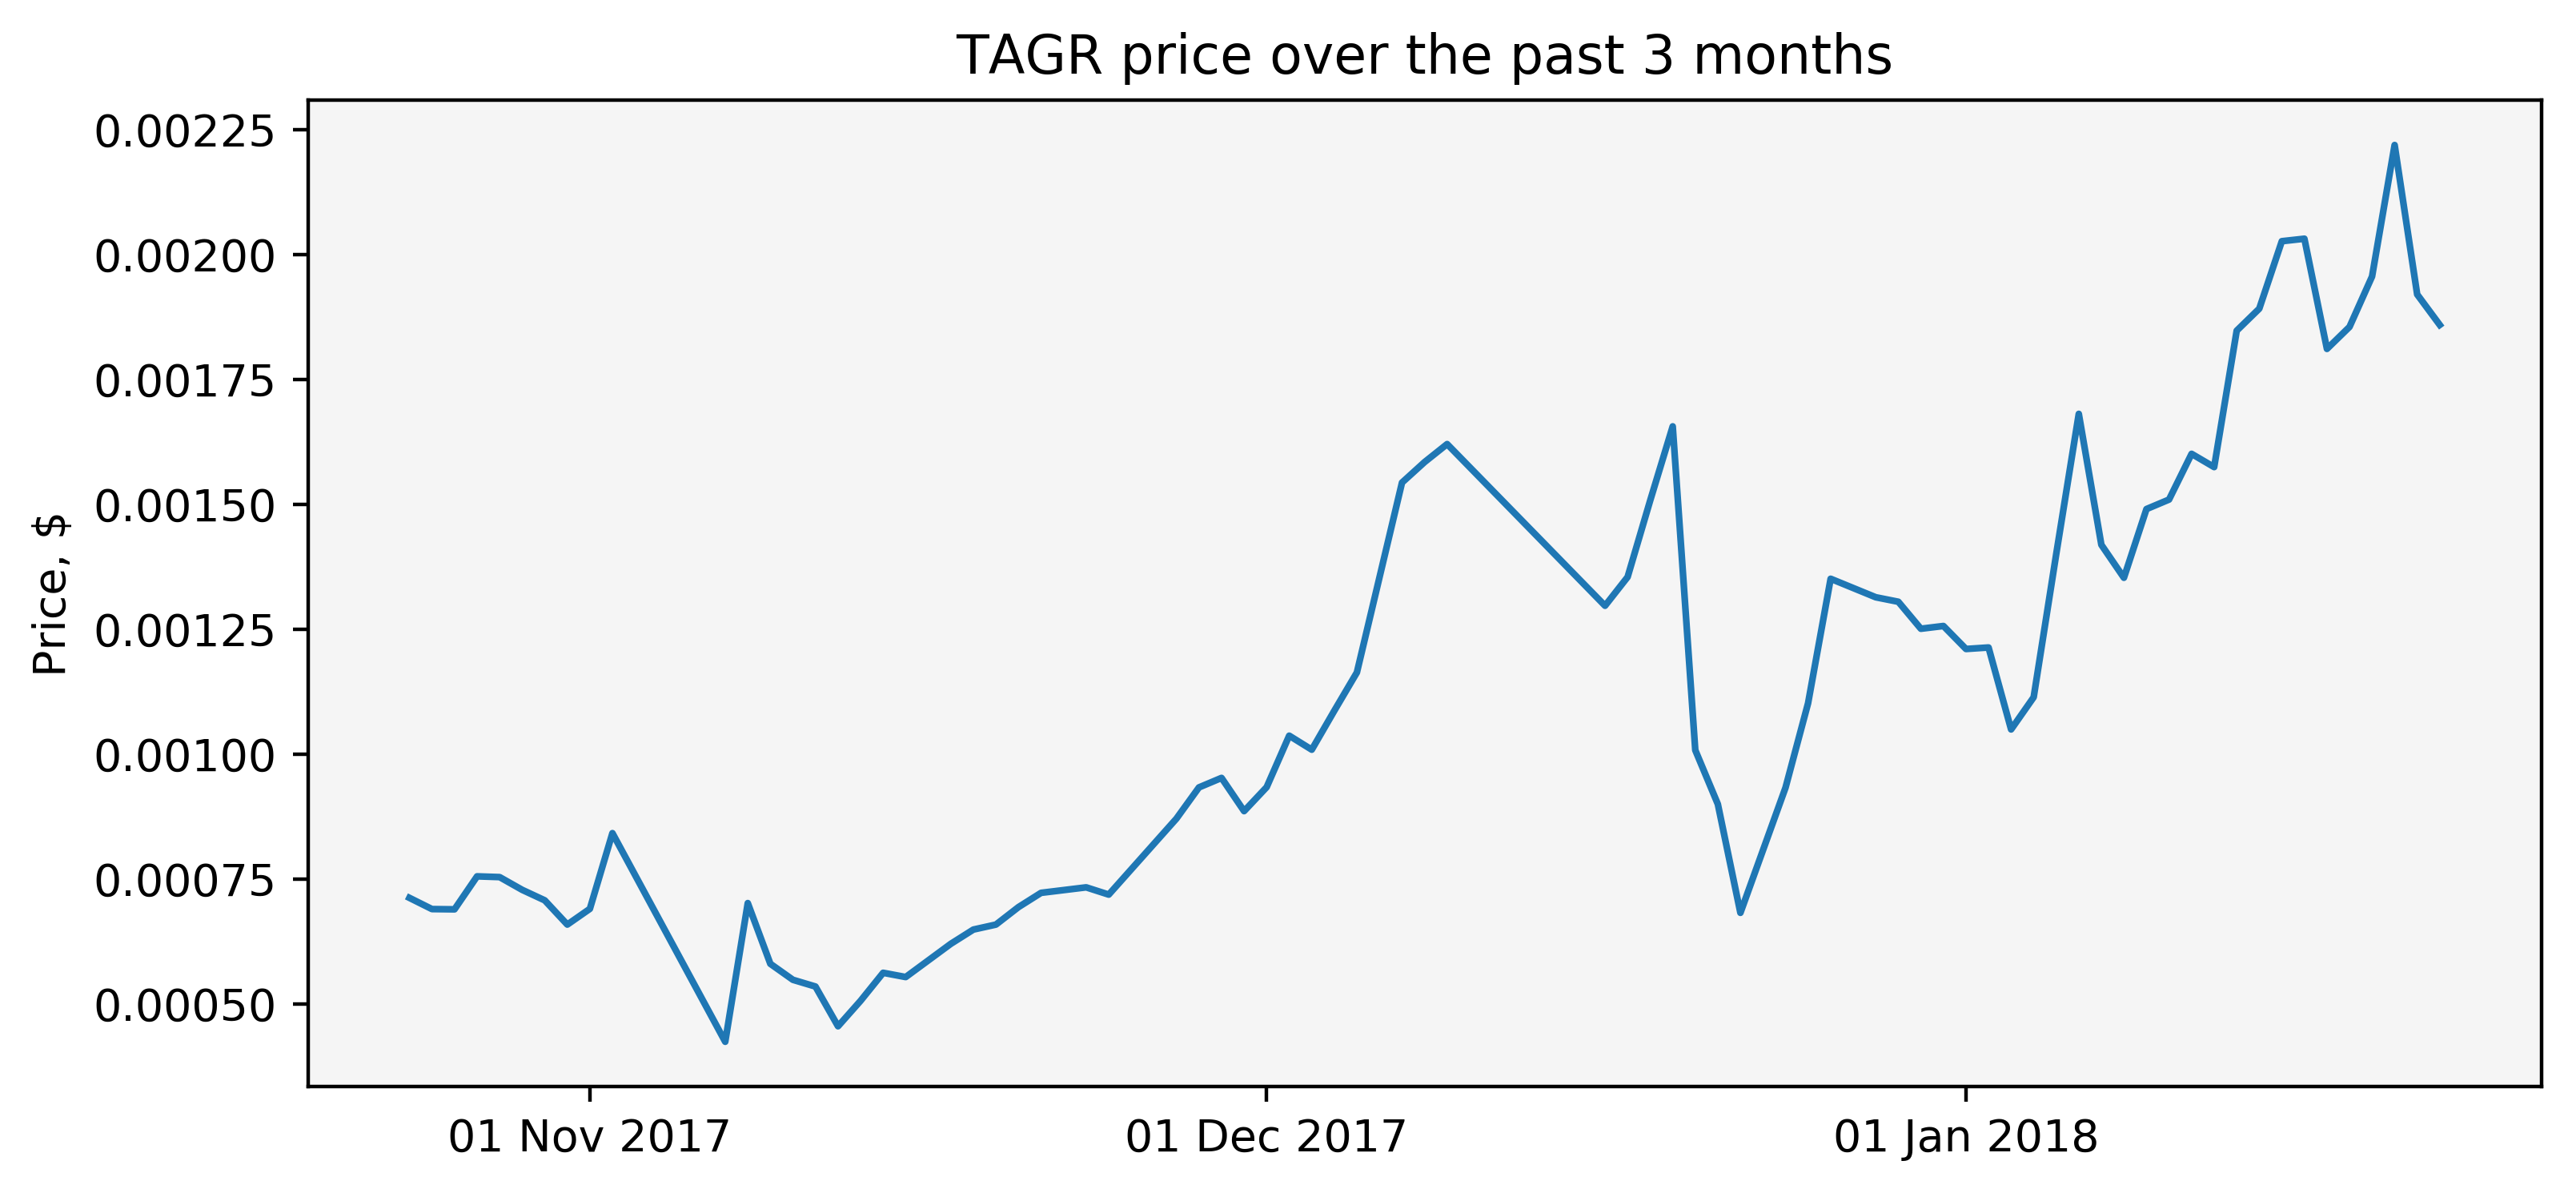 TAGR price over the past 3 months
Price, $
0.00225
0.00200
0.00175
0.00150
0.00125
0.00100
0.00075
0.00050
01 Nov 2017
01 Dec 2017
01 Jan 2018